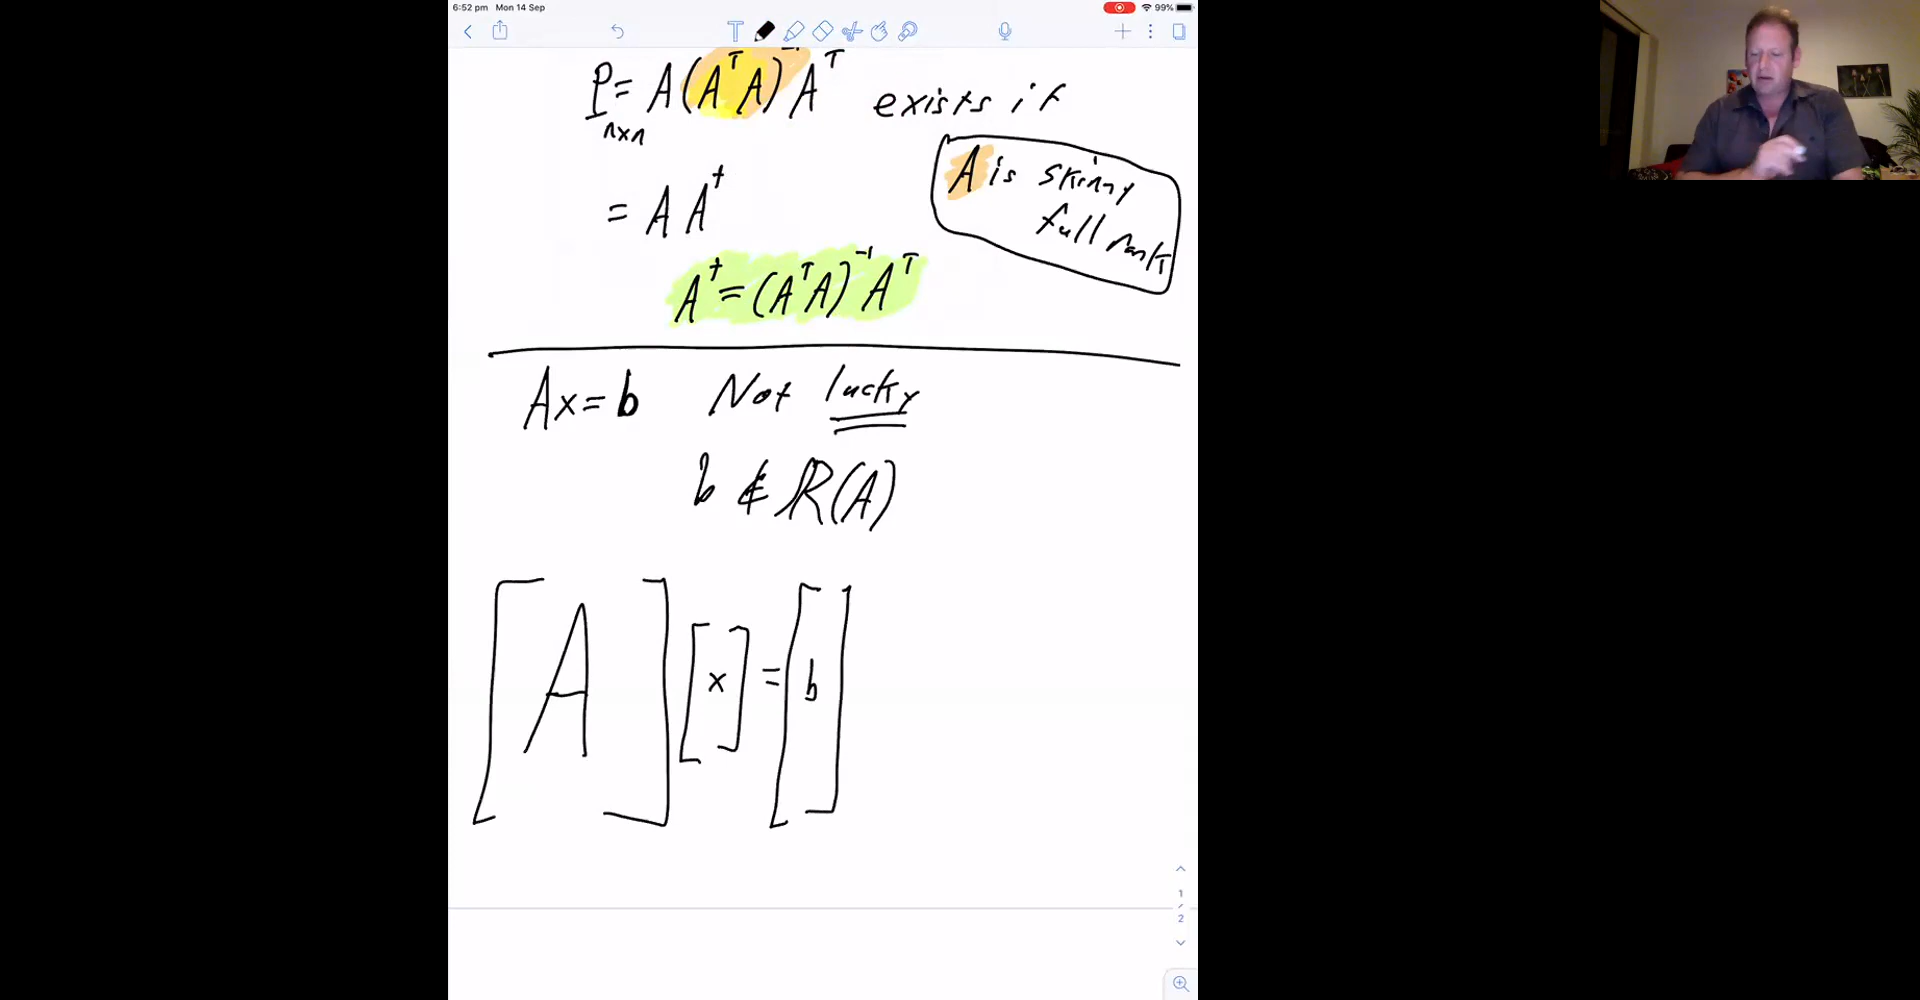 6:52 pm Mon 14 Sep
99%
T
P = A(AᵀA)⁻¹Aᵀ exists if
n×n
A is skinny
full rank
= A A†
A† = (AᵀA)⁻¹Aᵀ
Ax = b Not lucky
b ∉ R(A)
[A] [x] = [b]
1
/
2